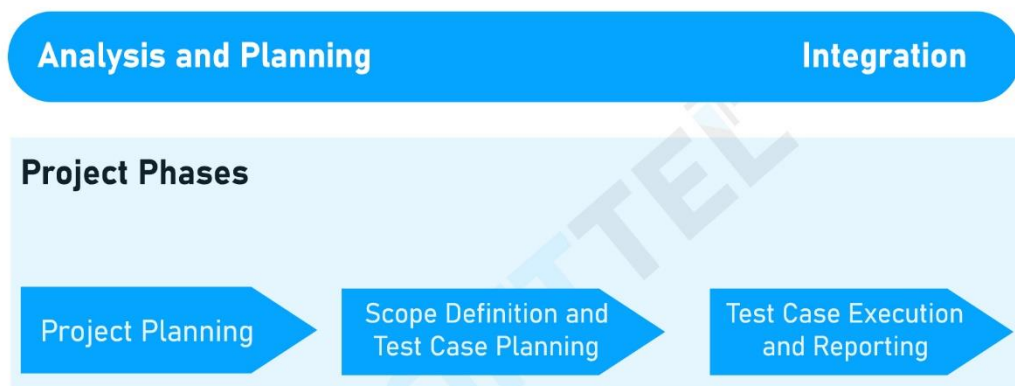 Analysis and Planning Integration
Project Phases
Project Planning
Scope Definition and
Test Case Planning
Test Case Execution
and Reporting